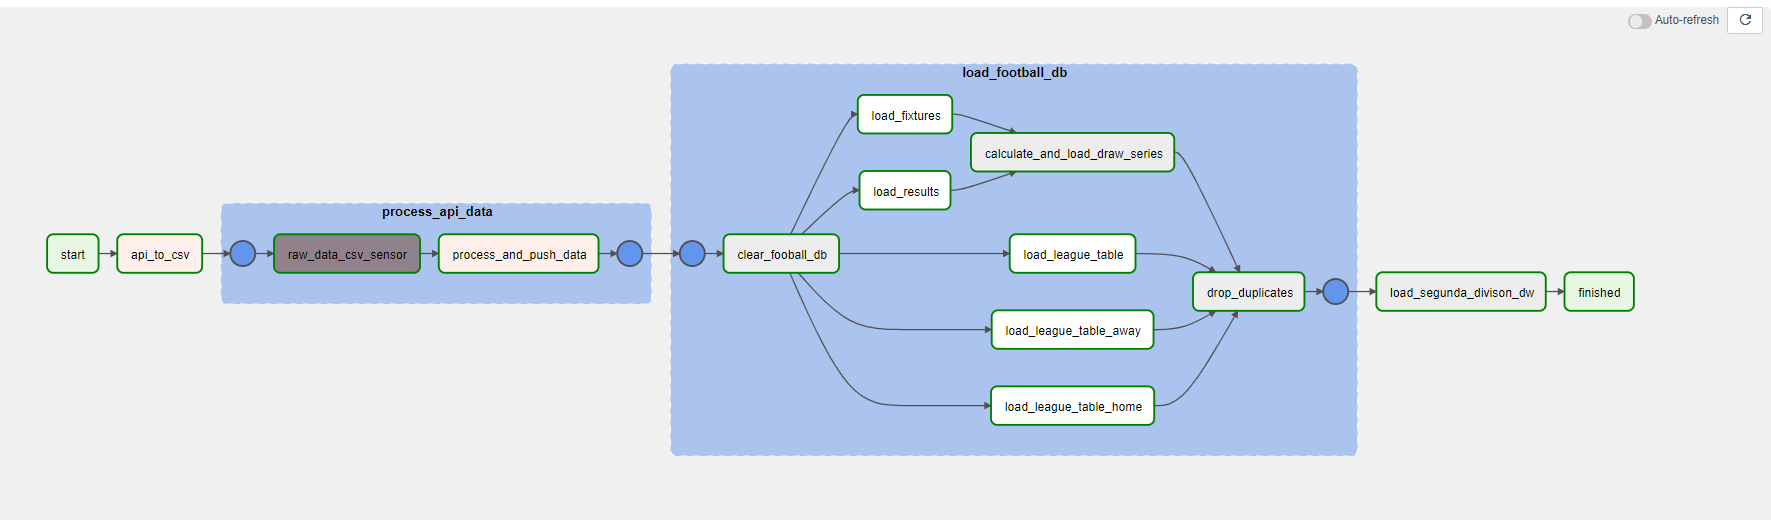 Auto-refresh
load_football_db
load_fixtures
calculate_and_load_draw_series
load_results
process_api_data
start
api_to_csv
raw_data_csv_sensor
process_and_push_data
clear_fooball_db
load_league_table
drop_duplicates
load_segunda_divison_dw
finished
load_league_table_away
load_league_table_home